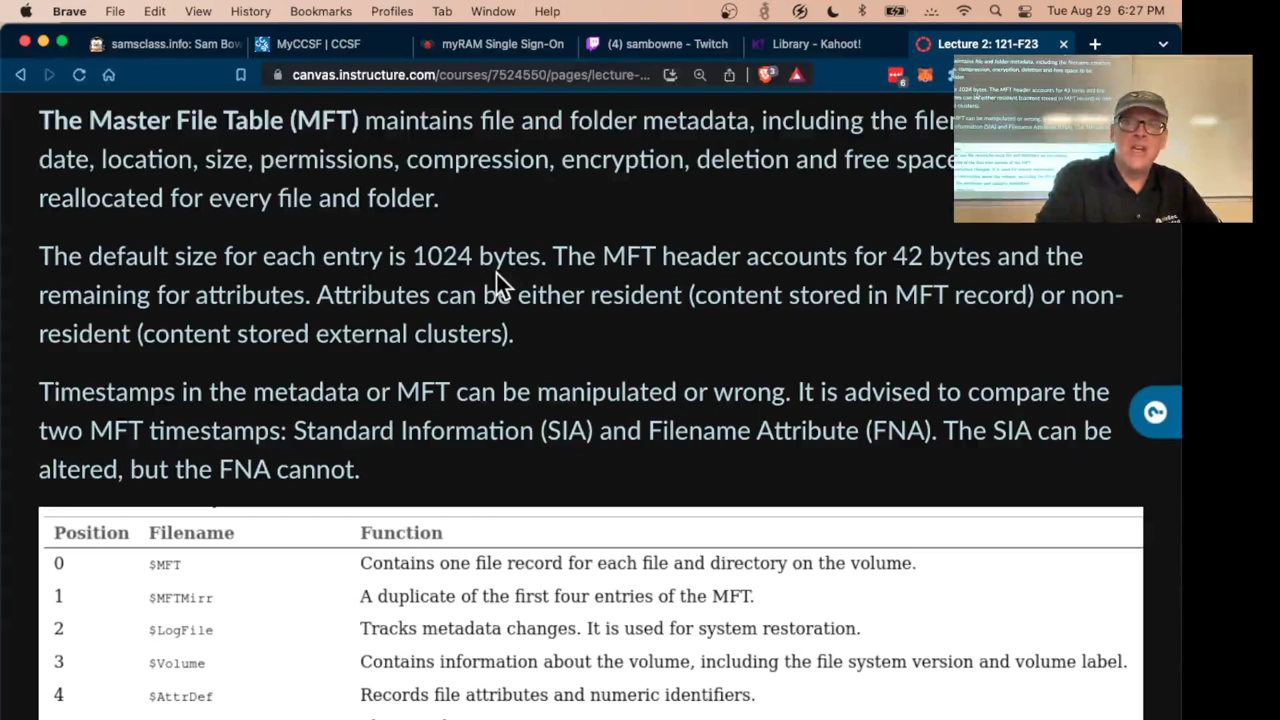 Brave File Edit View History Bookmarks Profiles Tab Window Help Tue Aug 29 6:27 PM
samsclass.info: Sam Bow MyCCSF | CCSF myRAM Single Sign-On (4) sambowne - Twitch Library - Kahoot! Lecture 2: 121-F23
canvas.instructure.com/courses/7524550/pages/lecture-... 3 6
The Master File Table (MFT) maintains file and folder metadata, including the
date, location, size, permissions, compression, encryption, deletion and free space
reallocated for every file and folder.
The default size for each entry is 1024 bytes. The MFT header accounts for 42 bytes and the
remaining for attributes. Attributes can be either resident (content stored in MFT record) or non-
resident (content stored external clusters).
Timestamps in the metadata or MFT can be manipulated or wrong. It is advised to compare the
two MFT timestamps: Standard Information (SIA) and Filename Attribute (FNA). The SIA can be
altered, but the FNA cannot.
Position Filename Function
0 $MFT Contains one file record for each file and directory on the volume.
1 $MFTMirr A duplicate of the first four entries of the MFT.
2 $LogFile Tracks metadata changes. It is used for system restoration.
3 $Volume Contains information about the volume, including the file system version and volume label.
4 $AttrDef Records file attributes and numeric identifiers.